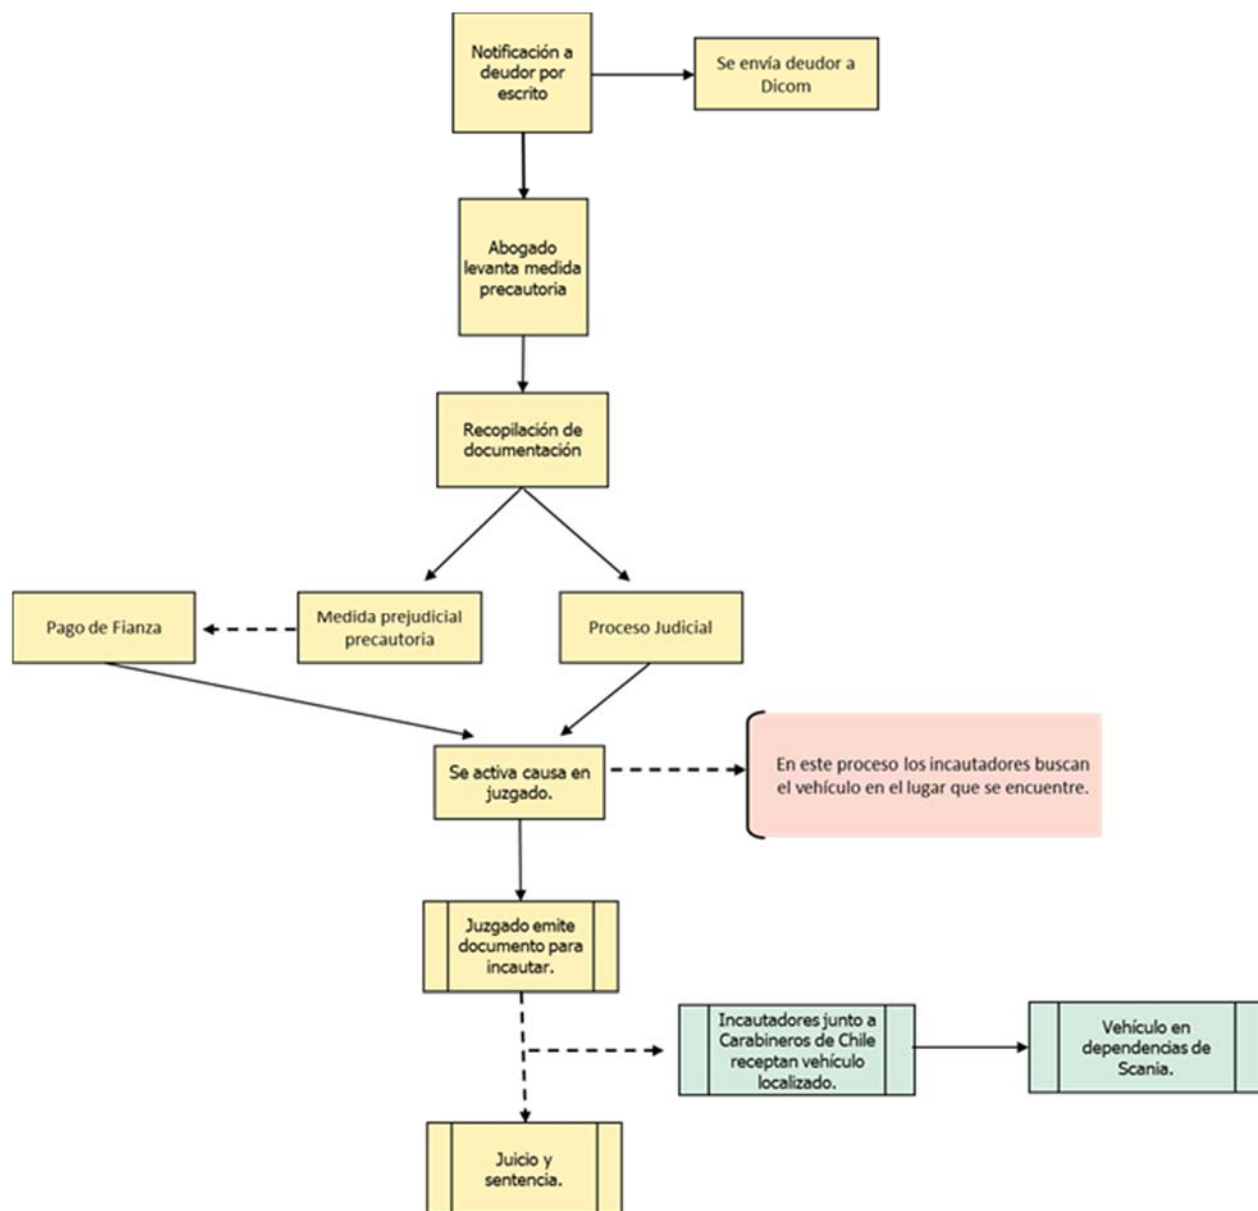 Notificación a
deudor por
escrito
Se envía deudor a
Dicom
Abogado
levanta medida
precautoria
Recopilación de
documentación
Pago de Fianza
Medida prejudicial
precautoria
Proceso Judicial
Se activa causa en
juzgado.
En este proceso los incautadores buscan
el vehículo en el lugar que se encuentre.
Juzgado emite
documento para
incautar.
Incautadores junto a
Carabineros de Chile
receptan vehículo
localizado.
Vehículo en
dependencias de
Scania.
Juicio y
sentencia.